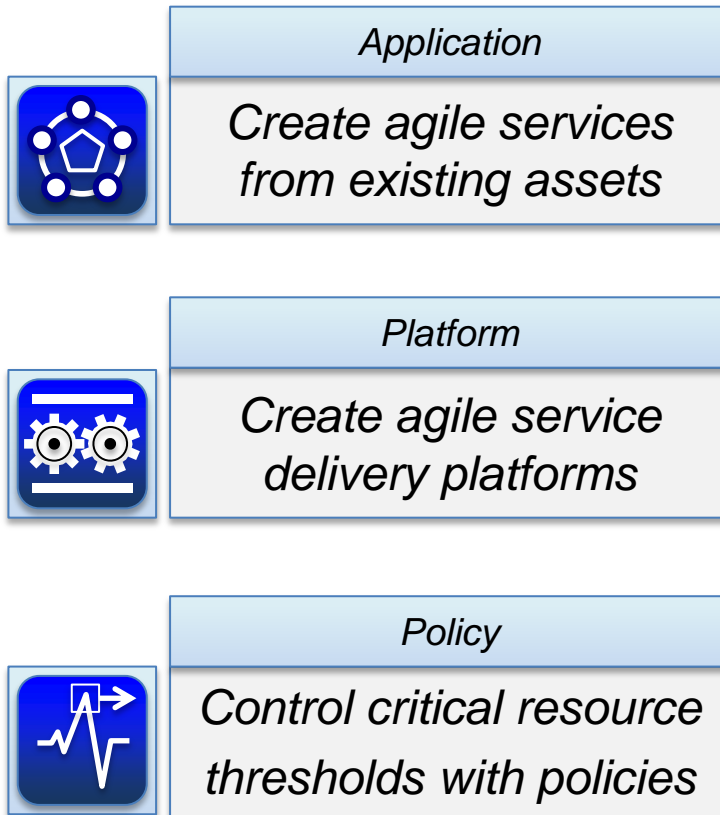 Application
Create agile services
from existing assets
Platform
Create agile service
delivery platforms
Policy
Control critical resource
thresholds with policies